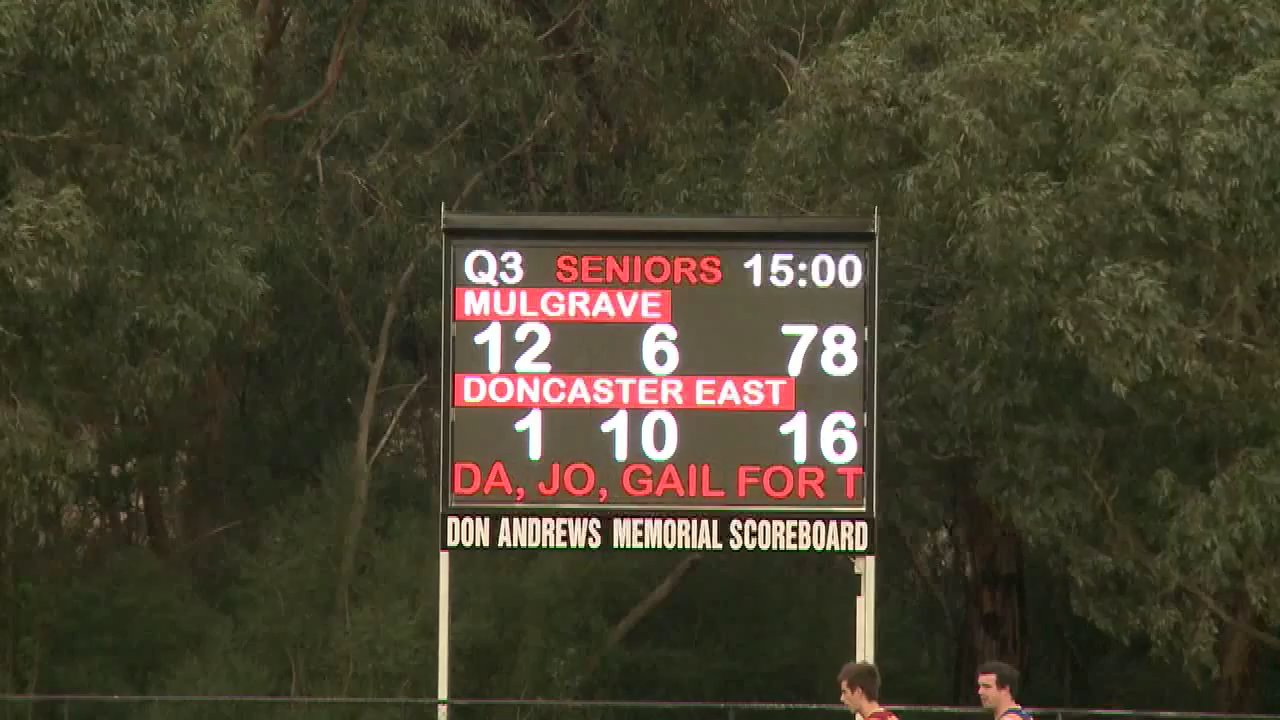 Q3 SENIORS 15:00
MULGRAVE
12 6 78
DONCASTER EAST
1 10 16
DA, JO, GAIL FOR T
DON ANDREWS MEMORIAL SCOREBOARD